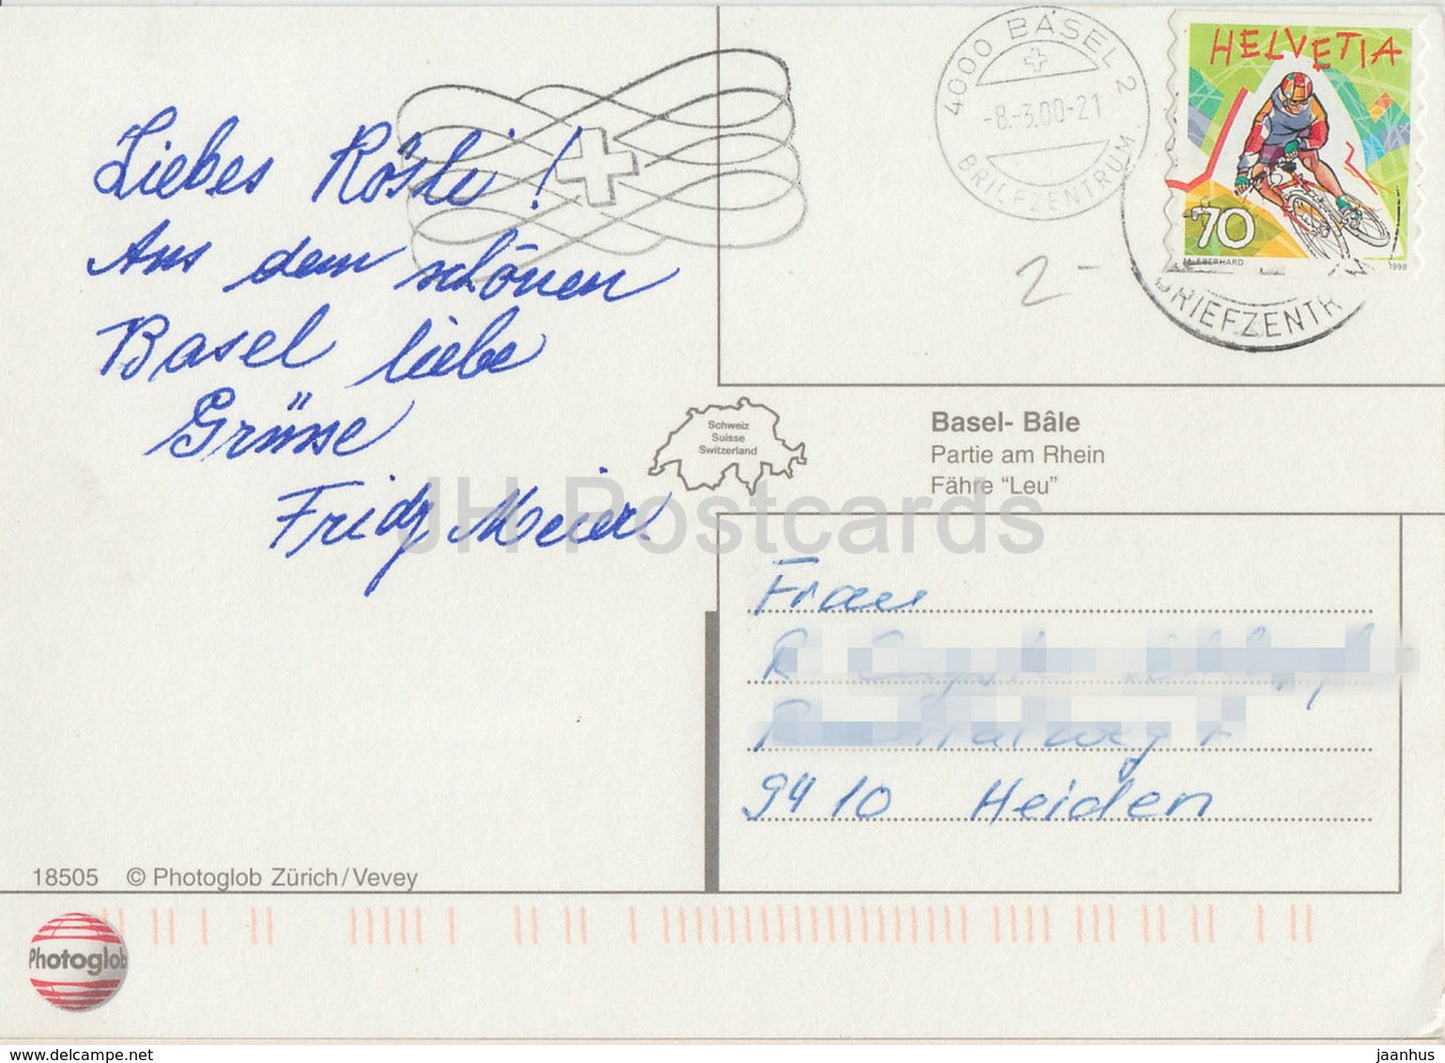 Liebes Rösli!
Aus dem schönen
Basel liebe
Grüsse
Fridy Meier
4000 BASEL 2
-8.-3.00-21
BRIEFZENTRUM
HELVETIA
70
M. EBERHARD
1998
BRIEFZENTR
2-
Schweiz
Suisse
Switzerland
Basel- Bâle
Partie am Rhein
Fähre "Leu"
JH Postcards
Frau
R
9410 Heiden
18505 © Photoglob Zürich/Vevey
Photoglob
www.delcampe.net
jaanhus